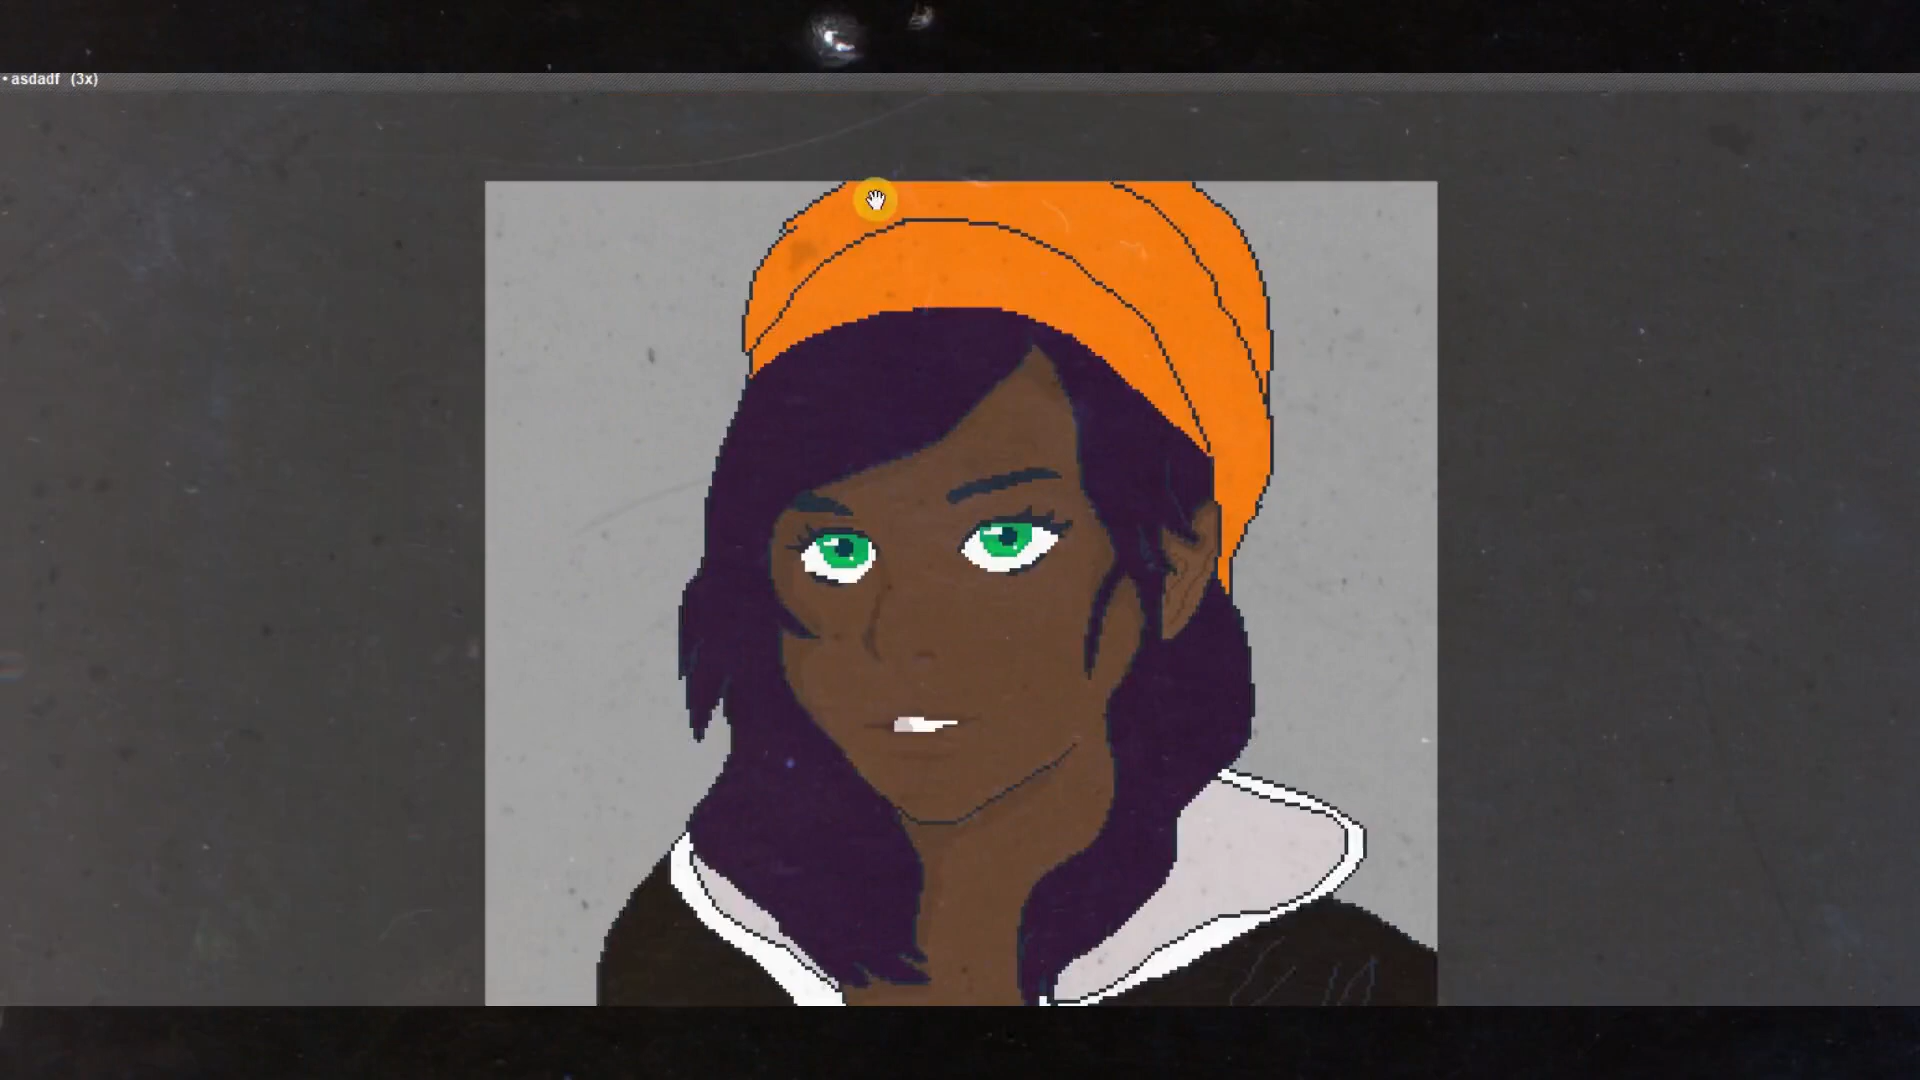 • asdadf (3x)